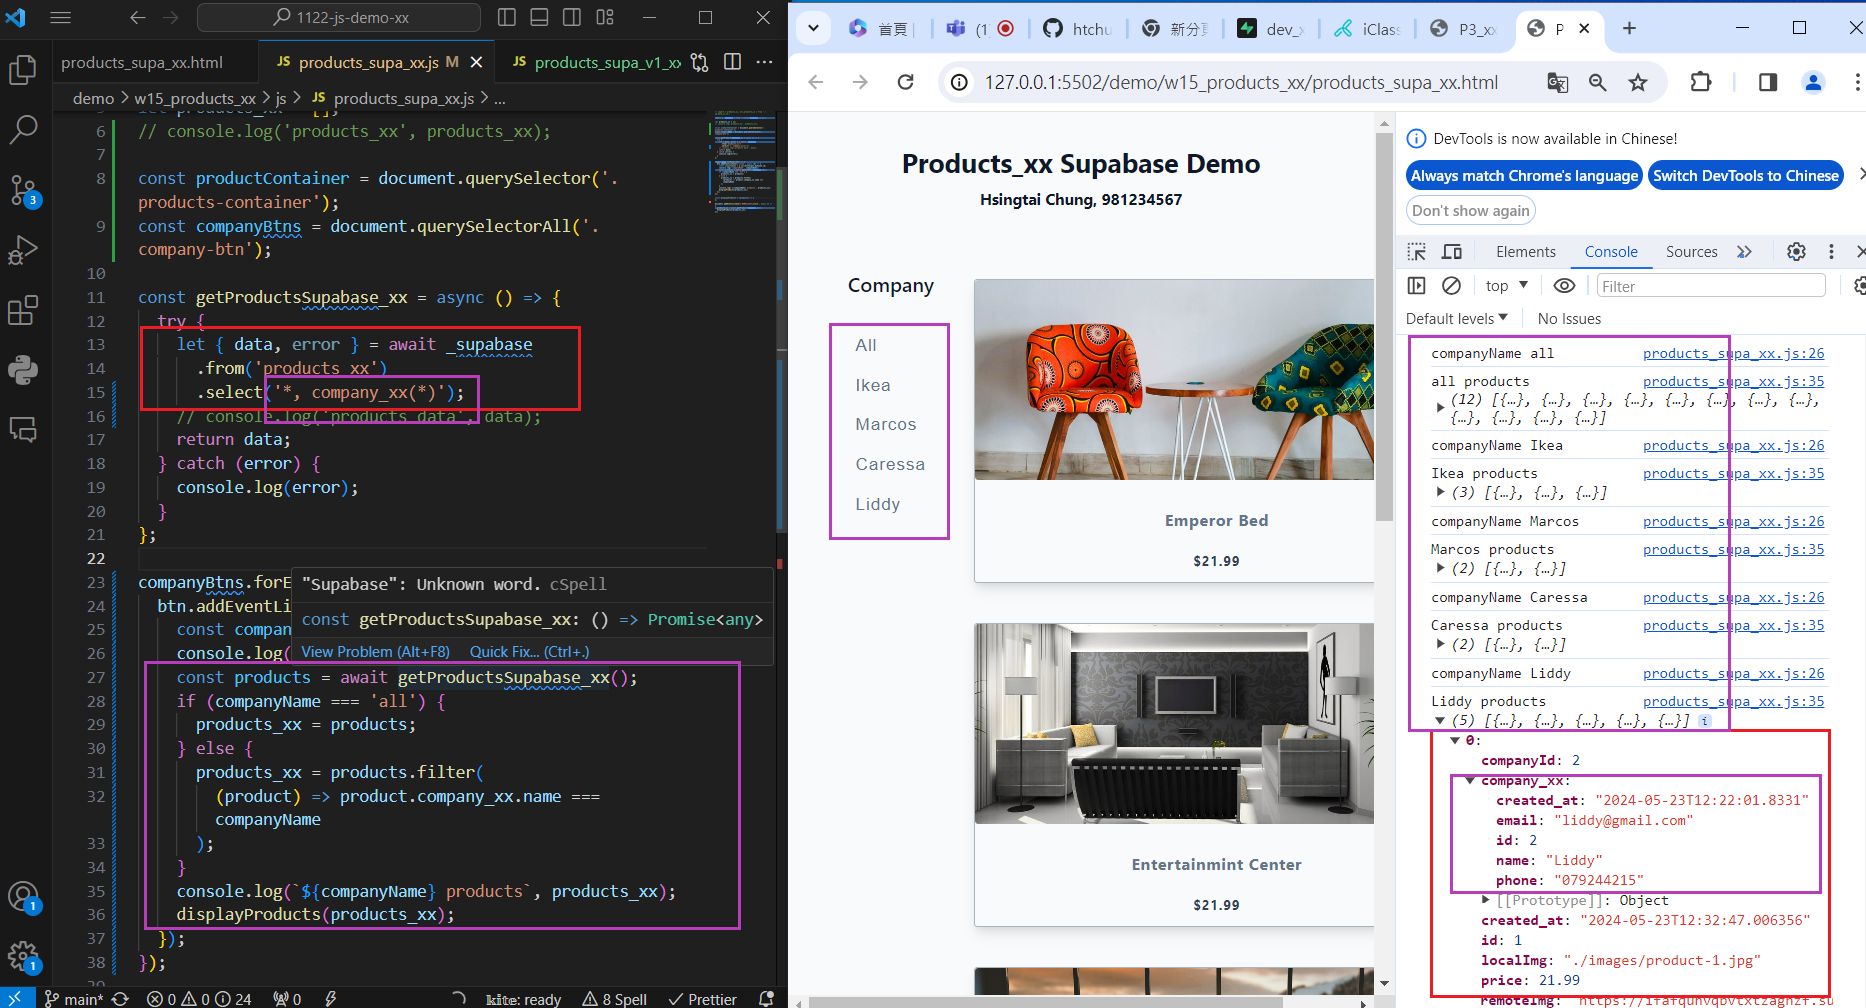 1122-js-demo-xx
products_supa_xx.html
JS products_supa_xx.js M
JS products_supa_v1_xx
demo > w15_products_xx > js > JS products_supa_xx.js > ...
6 // console.log('products_xx', products_xx);
7
8 const productContainer = document.querySelector('.
products-container');
9 const companyBtns = document.querySelectorAll('.
company-btn');
10
11 const getProductsSupabase_xx = async () => {
12 try {
13 let { data, error } = await _supabase
14 .from('products_xx')
15 .select('*, company_xx(*)');
16 // console.log('products data', data);
17 return data;
18 } catch (error) {
19 console.log(error);
20 }
21 };
22
23 companyBtns.forE
"Supabase": Unknown word. cSpell
24 btn.addEventLi
const getProductsSupabase_xx: () => Promise<any>
25 const compan
26 console.log(
View Problem (Alt+F8) Quick Fix... (Ctrl+.)
27 const products = await getProductsSupabase_xx();
28 if (companyName === 'all') {
29 products_xx = products;
30 } else {
31 products_xx = products.filter(
32 (product) => product.company_xx.name ===
companyName
33 );
34 }
35 console.log(`${companyName} products`, products_xx);
36 displayProducts(products_xx);
37 });
38 });
3
1
1
main* 0 0 24 0 kite: ready 8 Spell Prettier
首頁 |
(1
htchu
新分頁
dev_x
iClass
P3_xx
P
127.0.0.1:5502/demo/w15_products_xx/products_supa_xx.html
Products_xx Supabase Demo
Hsingtai Chung, 981234567
Company
All
Ikea
Marcos
Caressa
Liddy
Emperor Bed
$21.99
Entertainmint Center
$21.99
DevTools is now available in Chinese!
Always match Chrome's language
Switch DevTools to Chinese
Don't show again
Elements Console Sources
top Filter
Default levels No Issues
companyName all products_supa_xx.js:26
all products products_supa_xx.js:35
(12) [{…}, {…}, {…}, {…}, {…}, {…}, {…}, {…},
{…}, {…}, {…}, {…}]
companyName Ikea products_supa_xx.js:26
Ikea products products_supa_xx.js:35
(3) [{…}, {…}, {…}]
companyName Marcos products_supa_xx.js:26
Marcos products products_supa_xx.js:35
(2) [{…}, {…}]
companyName Caressa products_supa_xx.js:26
Caressa products products_supa_xx.js:35
(2) [{…}, {…}]
companyName Liddy products_supa_xx.js:26
Liddy products products_supa_xx.js:35
(5) [{…}, {…}, {…}, {…}, {…}] i
0:
companyId: 2
company_xx:
created_at: "2024-05-23T12:22:01.8331"
email: "liddy@gmail.com"
id: 2
name: "Liddy"
phone: "079244215"
[[Prototype]]: Object
created_at: "2024-05-23T12:32:47.006356"
id: 1
localImg: "./images/product-1.jpg"
price: 21.99